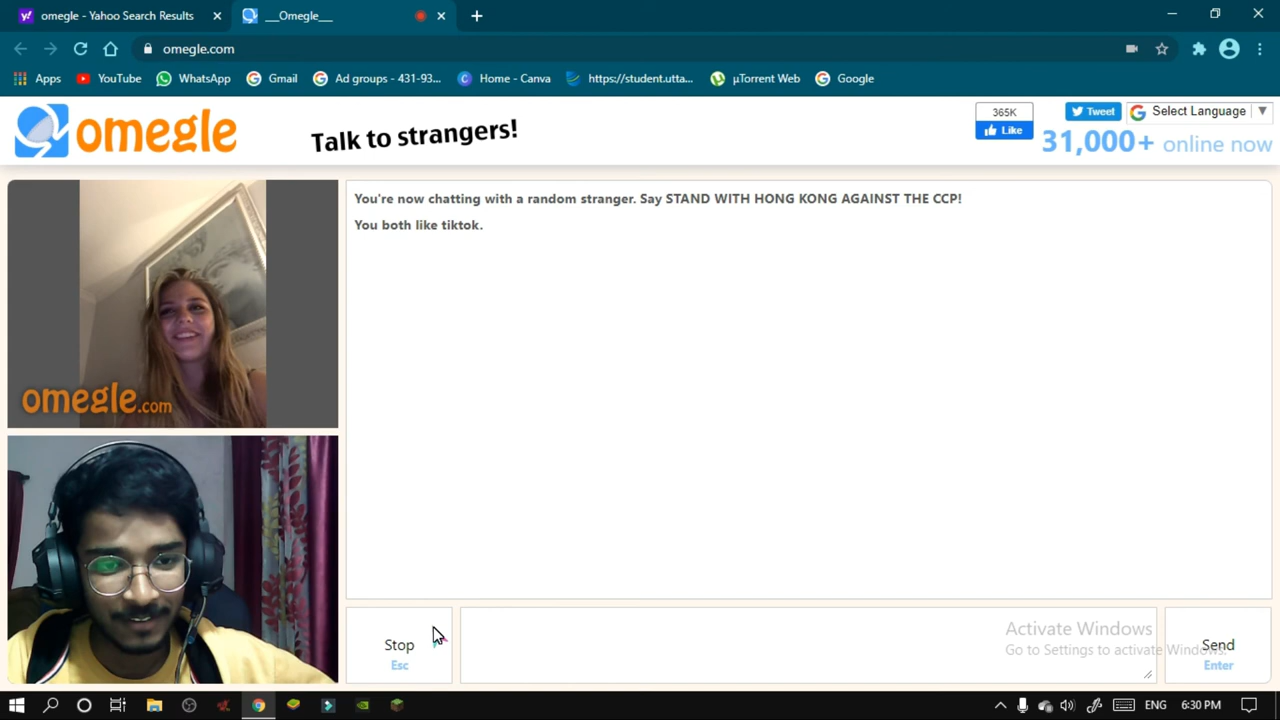 omegle - Yahoo Search Results
___Omegle___
omegle.com
Apps
YouTube
WhatsApp
Gmail
Ad groups - 431-93...
Home - Canva
https://student.utta...
µTorrent Web
Google
omegle
Talk to strangers!
365K
Like
Tweet
Select Language
31,000+ online now
You're now chatting with a random stranger. Say STAND WITH HONG KONG AGAINST THE CCP!
You both like tiktok.
omegle.com
Stop
Esc
Activate Windows
Go to Settings to activate Windows.
Send
Enter
ENG
6:30 PM